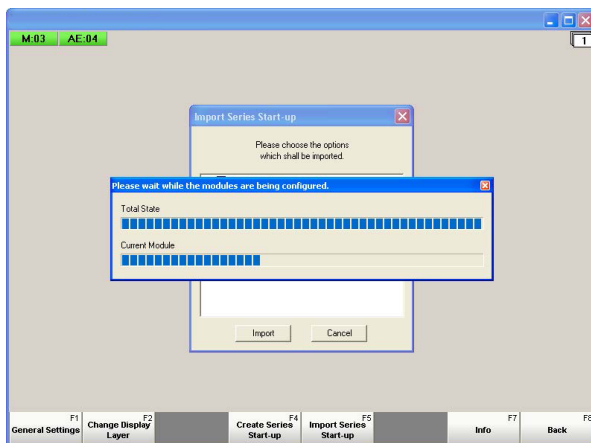 M:03 AE:04
1
Import Series Start-up
Please choose the options
which shall be imported.
Please wait while the modules are being configured.
Total State
Current Module
Import Cancel
F1 General Settings
F2 Change Display
Layer
F4 Create Series
Start-up
F5 Import Series
Start-up
F7 Info
F8 Back